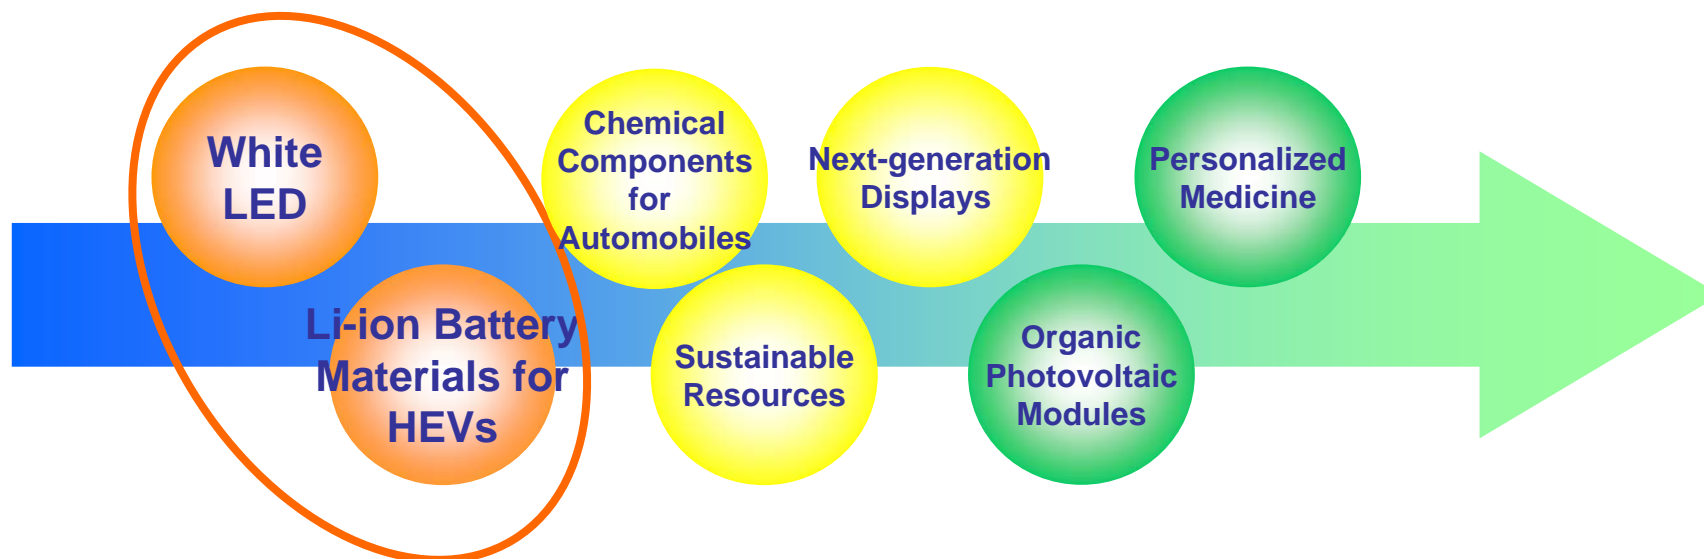 White
LED
Li-ion Battery
Materials for
HEVs
Chemical
Components
for
Automobiles
Sustainable
Resources
Next-generation
Displays
Organic
Photovoltaic
Modules
Personalized
Medicine